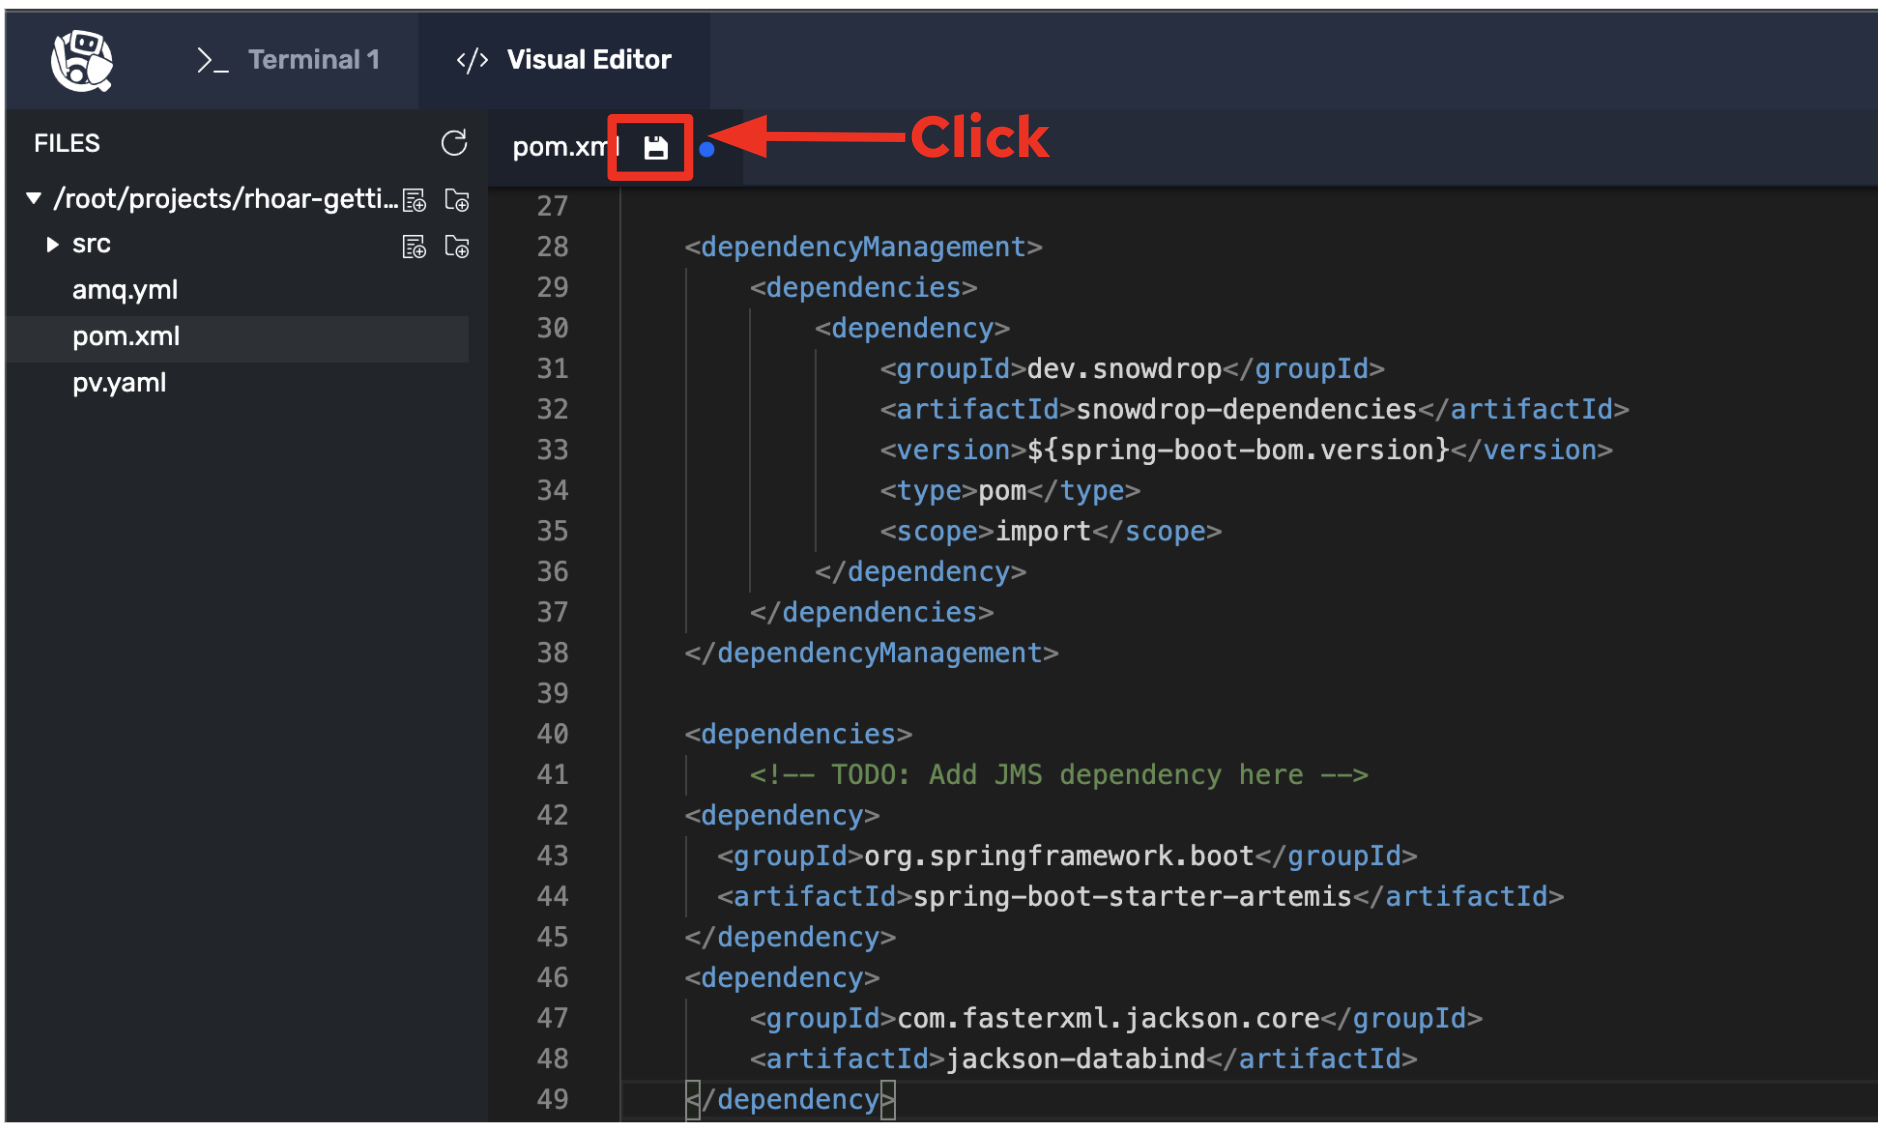 >_ Terminal 1 </> Visual Editor
FILES
pom.xml
Click
/root/projects/rhoar-getti...
src
amq.yml
pom.xml
pv.yaml
27
28 <dependencyManagement>
29 <dependencies>
30 <dependency>
31 <groupId>dev.snowdrop</groupId>
32 <artifactId>snowdrop-dependencies</artifactId>
33 <version>${spring-boot-bom.version}</version>
34 <type>pom</type>
35 <scope>import</scope>
36 </dependency>
37 </dependencies>
38 </dependencyManagement>
39
40 <dependencies>
41 <!-- TODO: Add JMS dependency here -->
42 <dependency>
43 <groupId>org.springframework.boot</groupId>
44 <artifactId>spring-boot-starter-artemis</artifactId>
45 </dependency>
46 <dependency>
47 <groupId>com.fasterxml.jackson.core</groupId>
48 <artifactId>jackson-databind</artifactId>
49 </dependency>